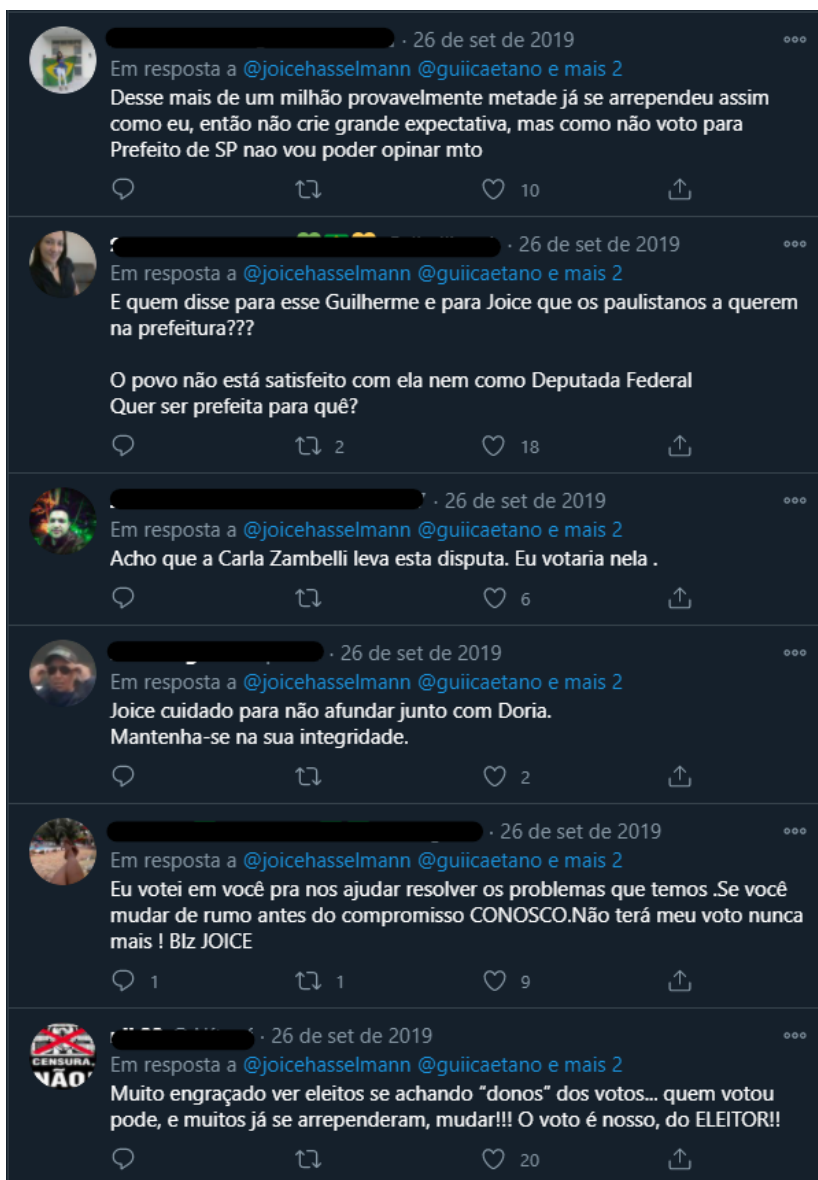 · 26 de set de 2019
Em resposta a @joicehasselmann @guiicaetano e mais 2
Desse mais de um milhão provavelmente metade já se arrependeu assim
como eu, então não crie grande expectativa, mas como não voto para
Prefeito de SP nao vou poder opinar mto
10
· 26 de set de 2019
Em resposta a @joicehasselmann @guiicaetano e mais 2
E quem disse para esse Guilherme e para Joice que os paulistanos a querem
na prefeitura???
O povo não está satisfeito com ela nem como Deputada Federal
Quer ser prefeita para quê?
2 18
· 26 de set de 2019
Em resposta a @joicehasselmann @guiicaetano e mais 2
Acho que a Carla Zambelli leva esta disputa. Eu votaria nela .
6
· 26 de set de 2019
Em resposta a @joicehasselmann @guiicaetano e mais 2
Joice cuidado para não afundar junto com Doria.
Mantenha-se na sua integridade.
2
· 26 de set de 2019
Em resposta a @joicehasselmann @guiicaetano e mais 2
Eu votei em você pra nos ajudar resolver os problemas que temos .Se você
mudar de rumo antes do compromisso CONOSCO.Não terá meu voto nunca
mais ! Blz JOICE
1 1 9
CENSURA,
NÃO!
· 26 de set de 2019
Em resposta a @joicehasselmann @guiicaetano e mais 2
Muito engraçado ver eleitos se achando “donos” dos votos... quem votou
pode, e muitos já se arrependeram, mudar!!! O voto é nosso, do ELEITOR!!
20